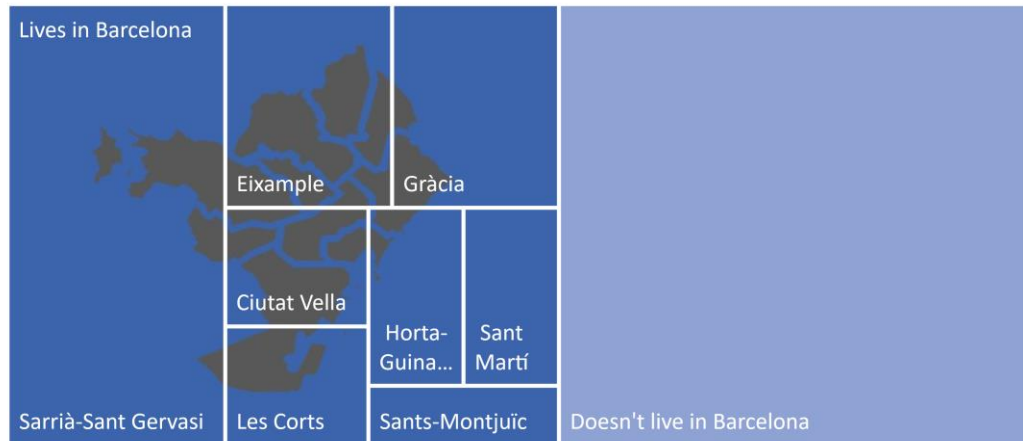 Lives in Barcelona
Eixample
Gràcia
Ciutat Vella
Horta-
Guina...
Sant
Martí
Sarrià-Sant Gervasi
Les Corts
Sants-Montjuïc
Doesn't live in Barcelona